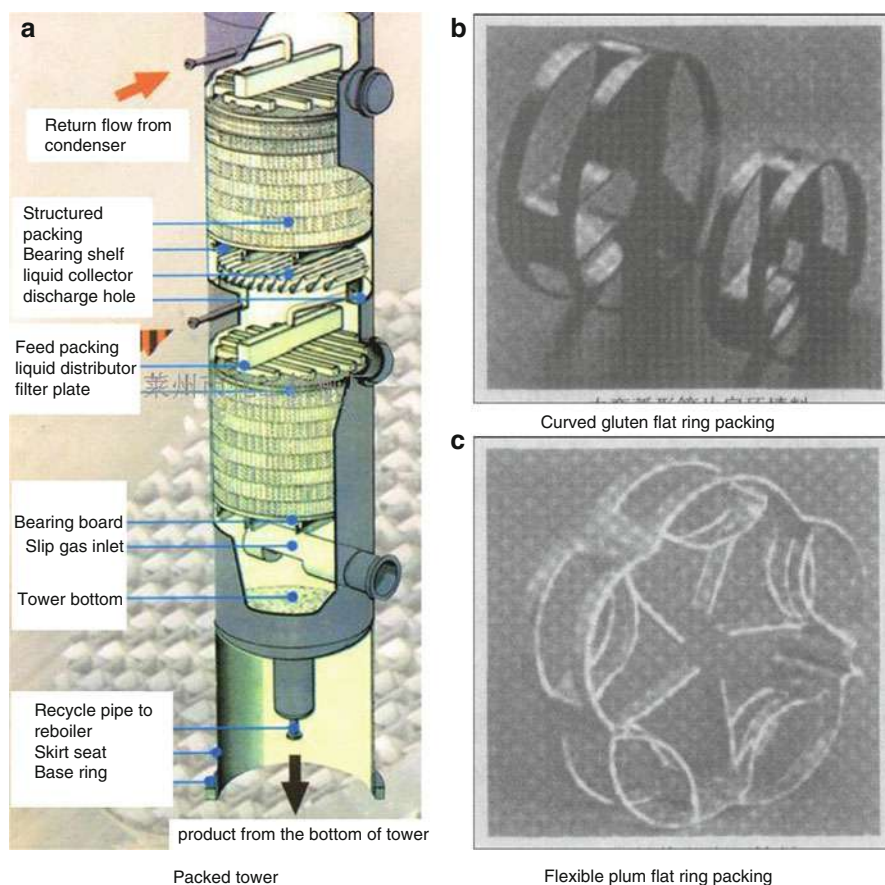 a
Return flow from
condenser
Structured
packing
Bearing shelf
liquid collector
discharge hole
Feed packing
liquid distributor
filter plate
莱州
Bearing board
Slip gas inlet
Tower bottom
Recycle pipe to
reboiler
Skirt seat
Base ring
product from the bottom of tower
Packed tower
b
Curved gluten flat ring packing
c
Flexible plum flat ring packing